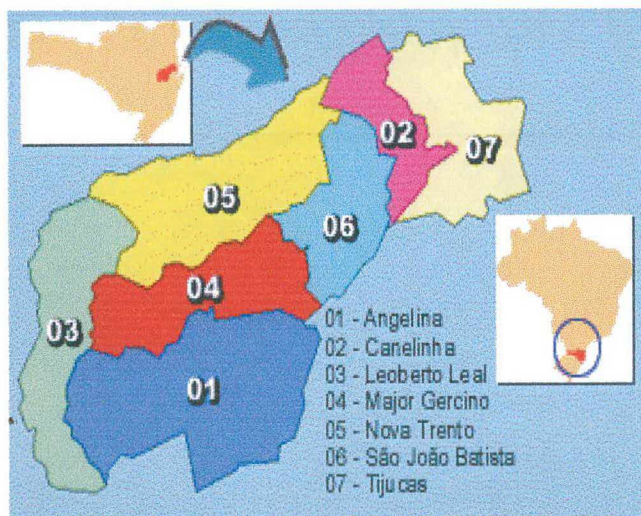 02
07
05
06
04
03
01
01 - Angelina
02 - Canelinha
03 - Leoberto Leal
04 - Major Gercino
05 - Nova Trento
06 - São João Batista
07 - Tijucas